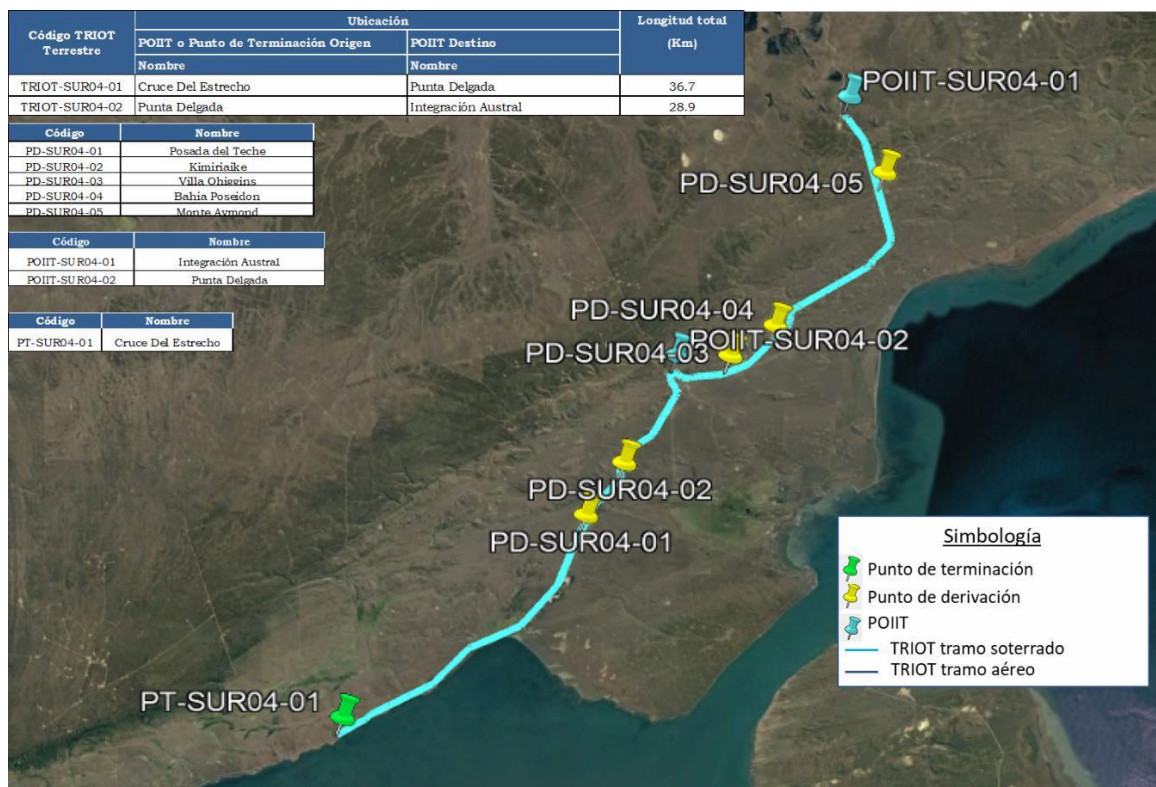 Código TRIOT Terrestre
Ubicación
Longitud total (Km)
POIIT o Punto de Terminación Origen
POIIT Destino
Nombre
Nombre
TRIOT-SUR04-01 Cruce Del Estrecho Punta Delgada 36.7
TRIOT-SUR04-02 Punta Delgada Integración Austral 28.9
Código Nombre
PD-SUR04-01 Posada del Teche
PD-SUR04-02 Kimiriaike
PD-SUR04-03 Villa Ohiggins
PD-SUR04-04 Bahia Poseidon
PD-SUR04-05 Monte Aymond
Código Nombre
POIIT-SUR04-01 Integración Austral
POIIT-SUR04-02 Punta Delgada
Código Nombre
PT-SUR04-01 Cruce Del Estrecho
POIIT-SUR04-01
PD-SUR04-05
PD-SUR04-04
POIIT-SUR04-02
PD-SUR04-03
PD-SUR04-02
PD-SUR04-01
PT-SUR04-01
Simbología
Punto de terminación
Punto de derivación
POIIT
TRIOT tramo soterrado
TRIOT tramo aéreo